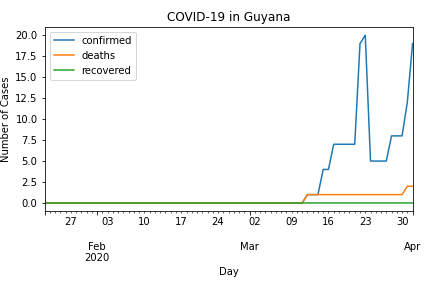 COVID-19 in Guyana
confirmed
deaths
recovered
Number of Cases
20.0
17.5
15.0
12.5
10.0
7.5
5.0
2.5
0.0
27 03 10 17 24 02 09 16 23 30
Feb Mar Apr
2020
Day